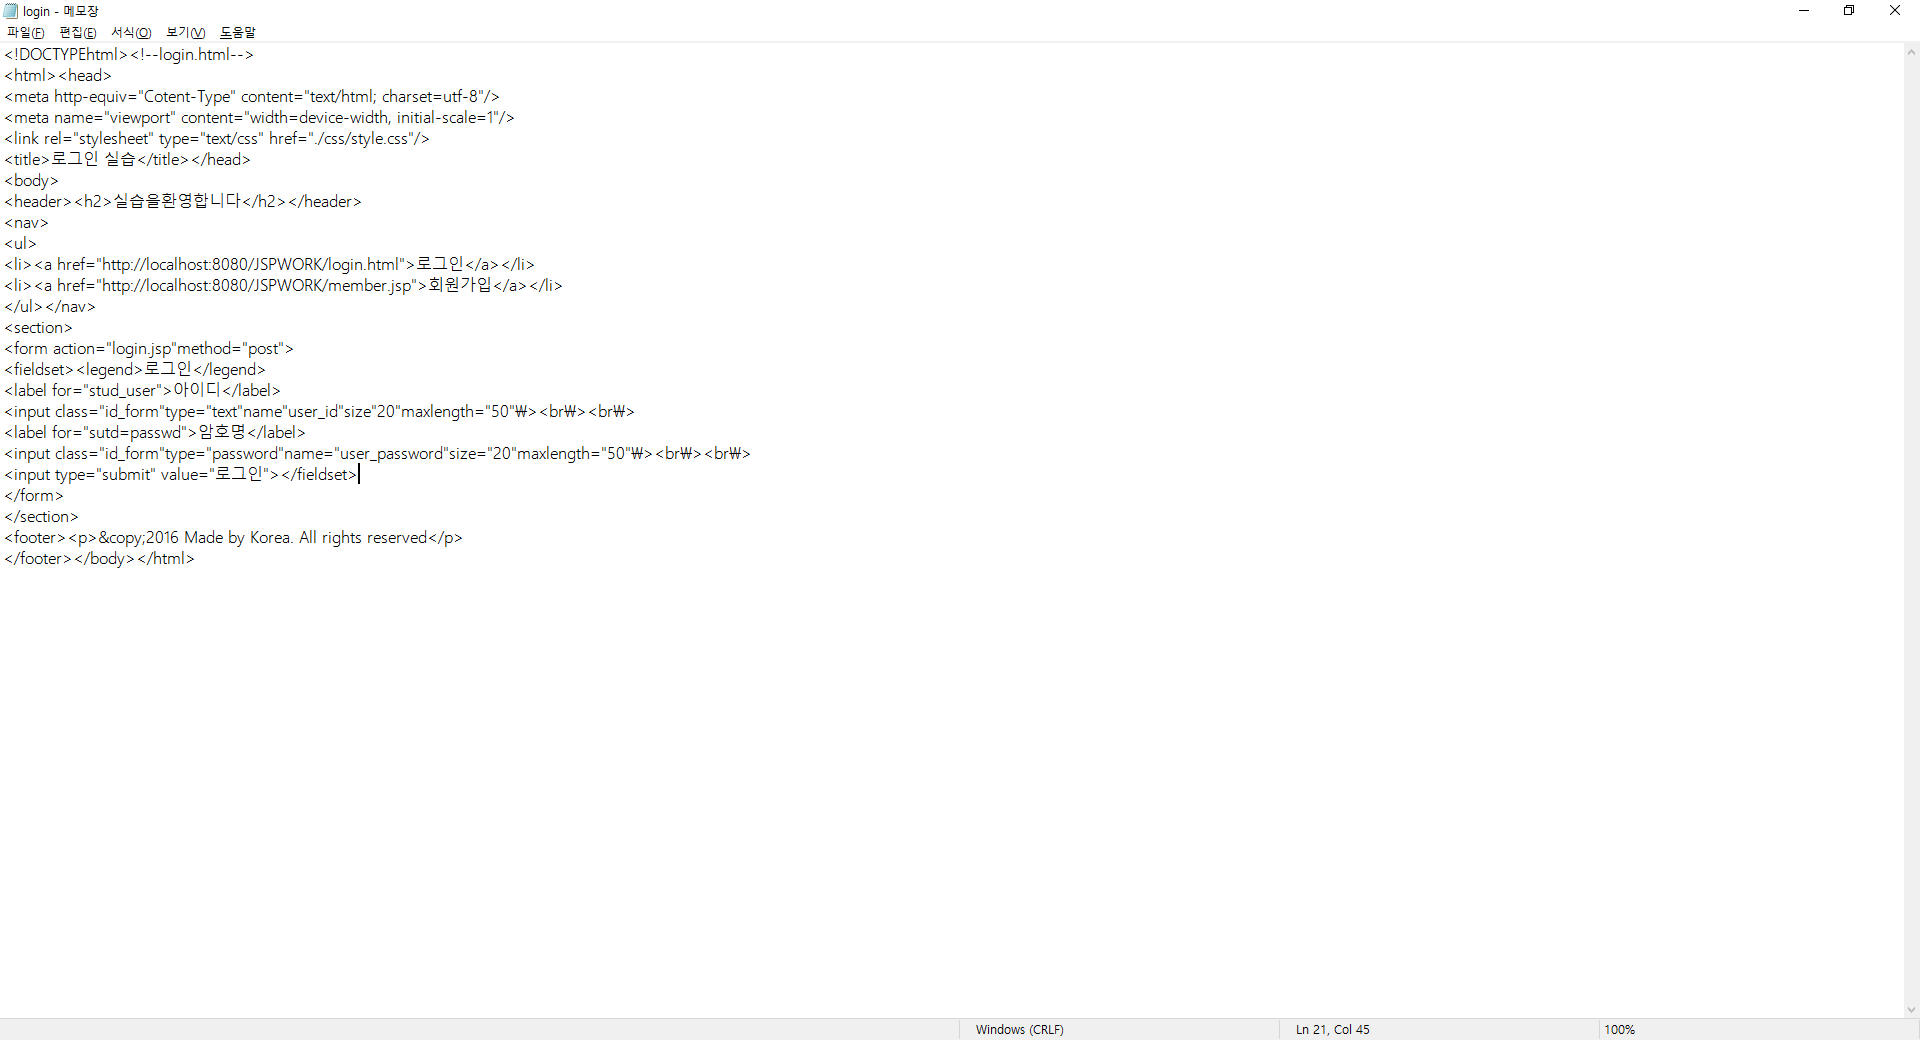 login - 메모장
파일(F) 편집(E) 서식(O) 보기(V) 도움말
<!DOCTYPEhtml><!--login.html-->
<html><head>
<meta http-equiv="Cotent-Type" content="text/html; charset=utf-8"/>
<meta name="viewport" content="width=device-width, initial-scale=1"/>
<link rel="stylesheet" type="text/css" href="./css/style.css"/>
<title>로그인 실습</title></head>
<body>
<header><h2>실습을환영합니다</h2></header>
<nav>
<ul>
<li><a href="http://localhost:8080/JSPWORK/login.html">로그인</a></li>
<li><a href="http://localhost:8080/JSPWORK/member.jsp">회원가입</a></li>
</ul></nav>
<section>
<form action="login.jsp"method="post">
<fieldset><legend>로그인</legend>
<label for="stud_user">아이디</label>
<input class="id_form"type="text"name"user_id"size"20"maxlength="50"₩><br₩><br₩>
<label for="sutd=passwd">암호명</label>
<input class="id_form"type="password"name="user_password"size="20"maxlength="50"₩><br₩><br₩>
<input type="submit" value="로그인"></fieldset>
</form>
</section>
<footer><p>&copy;2016 Made by Korea. All rights reserved</p>
</footer></body></html>
Windows (CRLF) Ln 21, Col 45 100%